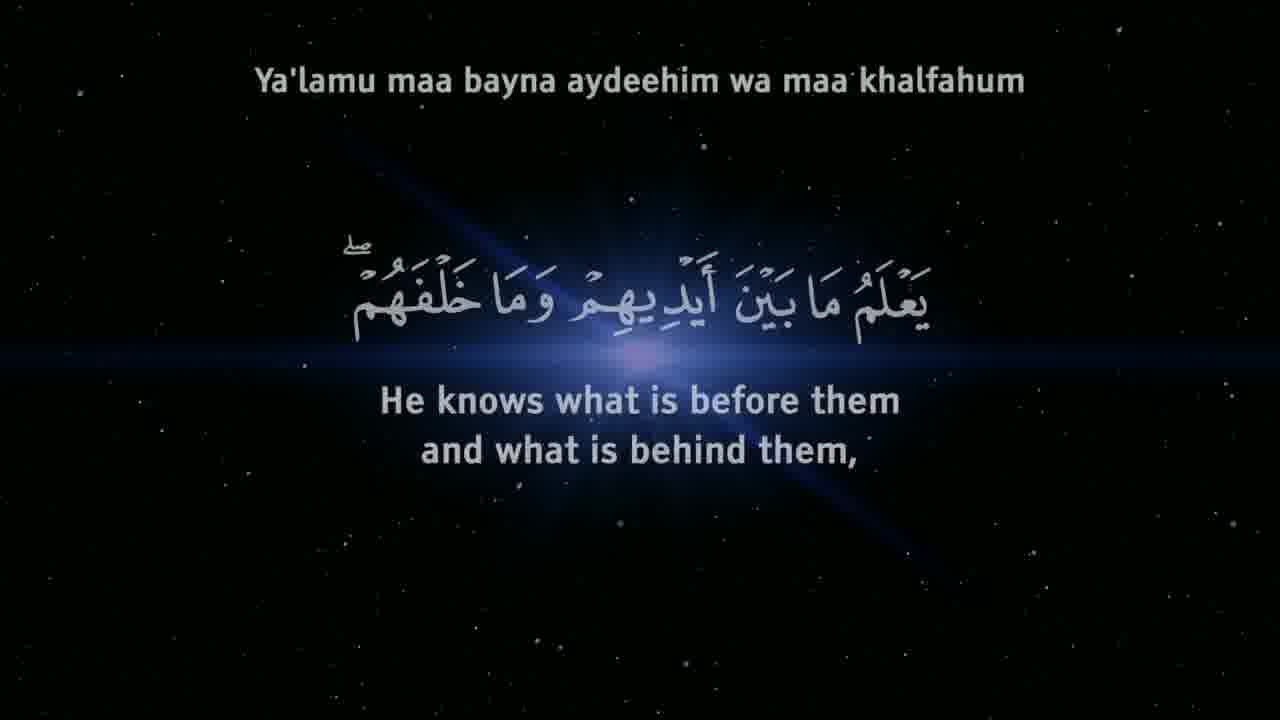 Ya'lamu maa bayna aydeehim wa maa khalfahum
يَعْلَمُ مَا بَيْنَ أَيْدِيهِمْ وَمَا خَلْفَهُمْ ۖ
He knows what is before them
and what is behind them,